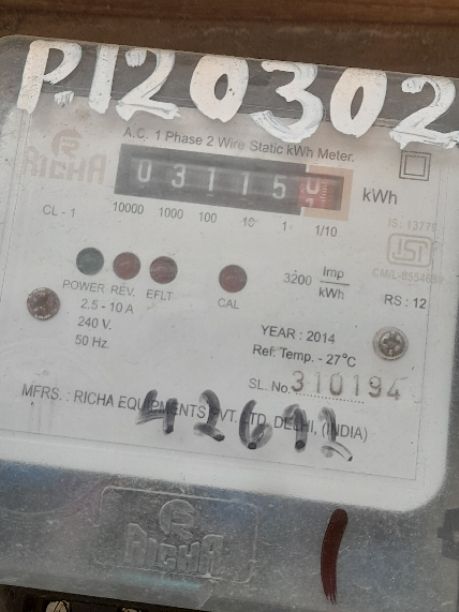 P.120302
A.C. 1 Phase 2 Wire Static kWh Meter.
RICHA
03115 kWh
CL - 1 10000 1000 100 10 1 1/10
IS : 13779
ISI
POWER REV. EFLT CAL
3200 Imp/kWh
RS : 12
2.5 - 10 A
240 V.
50 Hz.
YEAR : 2014
Ref. Temp. - 27°C
SL. No. 310194
MFRS. : RICHA EQUIPMENTS PVT. LTD. DELHI, (INDIA)
RICHA